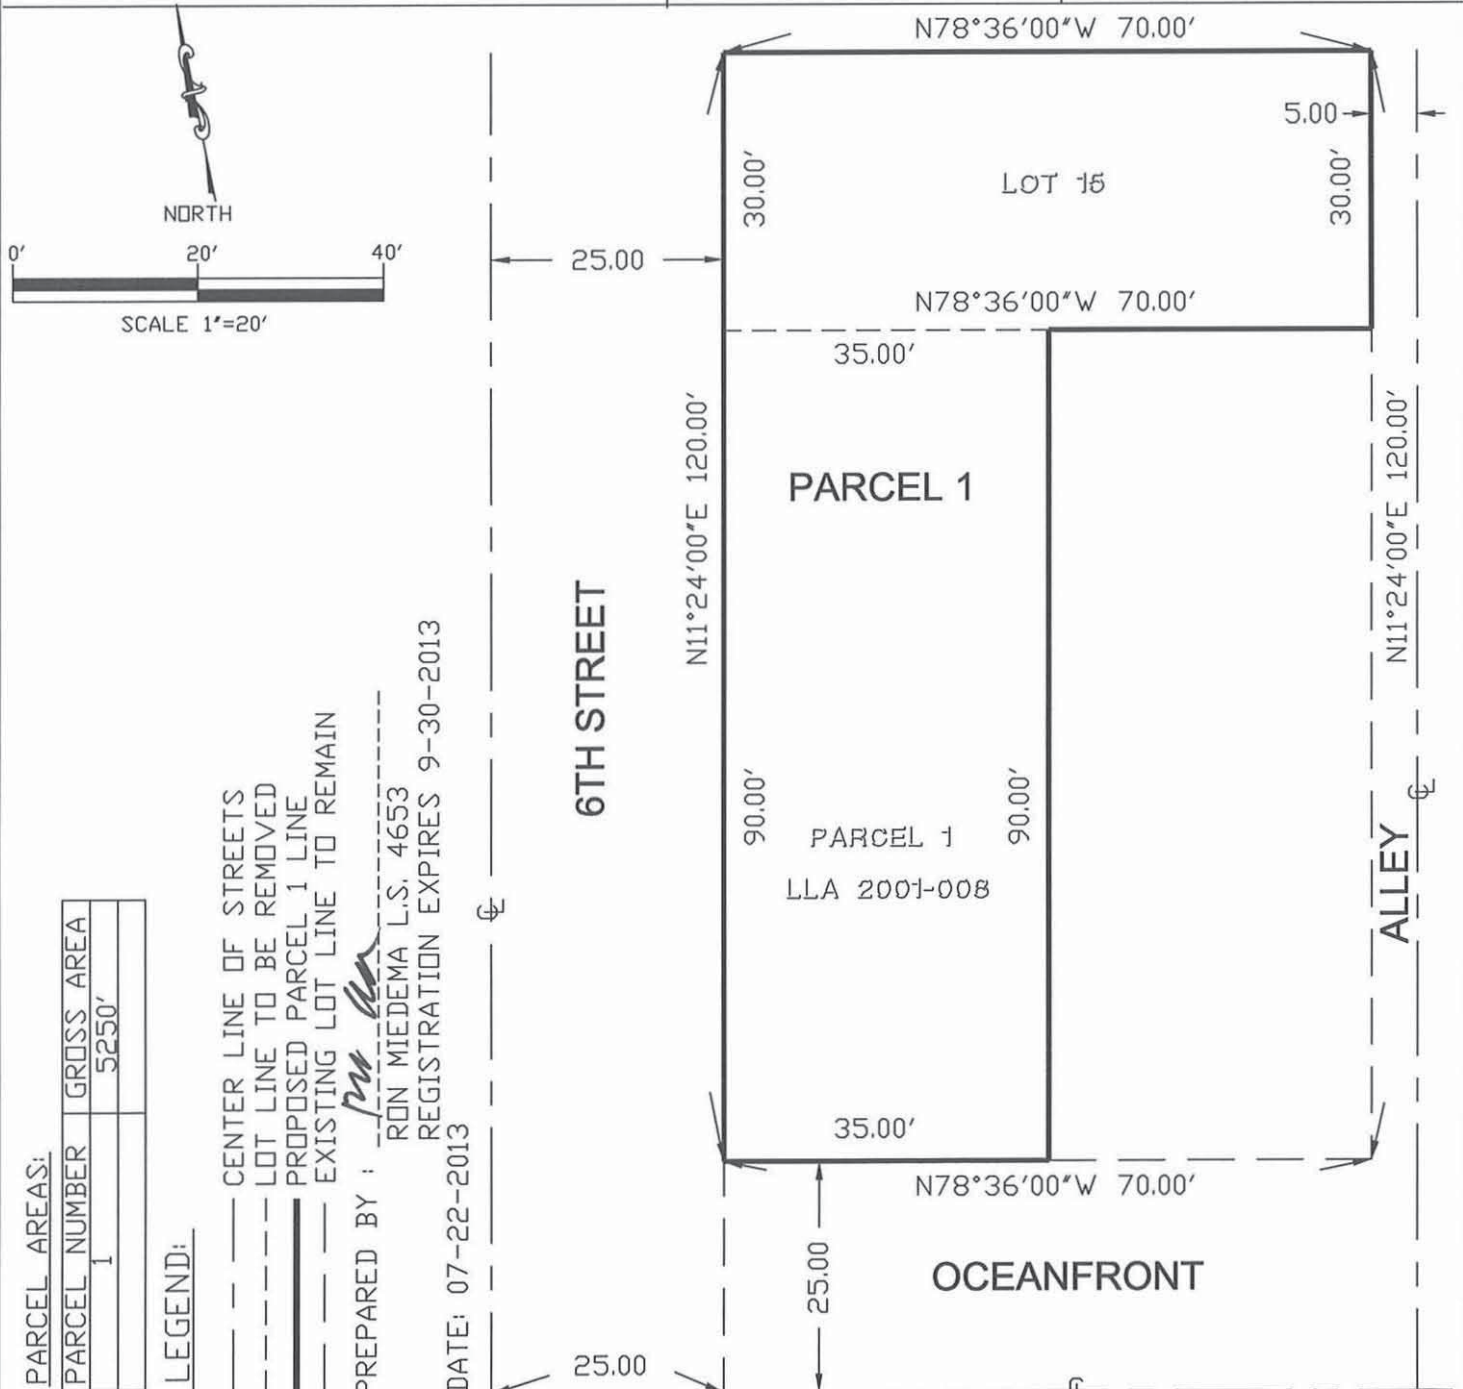 N78°36'00"W 70.00'
5.00
30.00'
LOT 15
30.00'
NORTH
0' 20' 40'
SCALE 1"=20'
25.00
N78°36'00"W 70.00'
35.00'
N11°24'00"E 120.00'
PARCEL 1
N11°24'00"E 120.00'
6TH STREET
90.00'
90.00'
PARCEL 1
LLA 2001-008
ALLEY
35.00'
N78°36'00"W 70.00'
25.00
OCEANFRONT
25.00
PARCEL AREAS:
PARCEL NUMBER GROSS AREA
1 5250'
LEGEND:
CENTER LINE OF STREETS
LOT LINE TO BE REMOVED
PROPOSED PARCEL 1 LINE
EXISTING LOT LINE TO REMAIN
PREPARED BY :
RON MIEDEMA L.S. 4653
REGISTRATION EXPIRES 9-30-2013
DATE: 07-22-2013